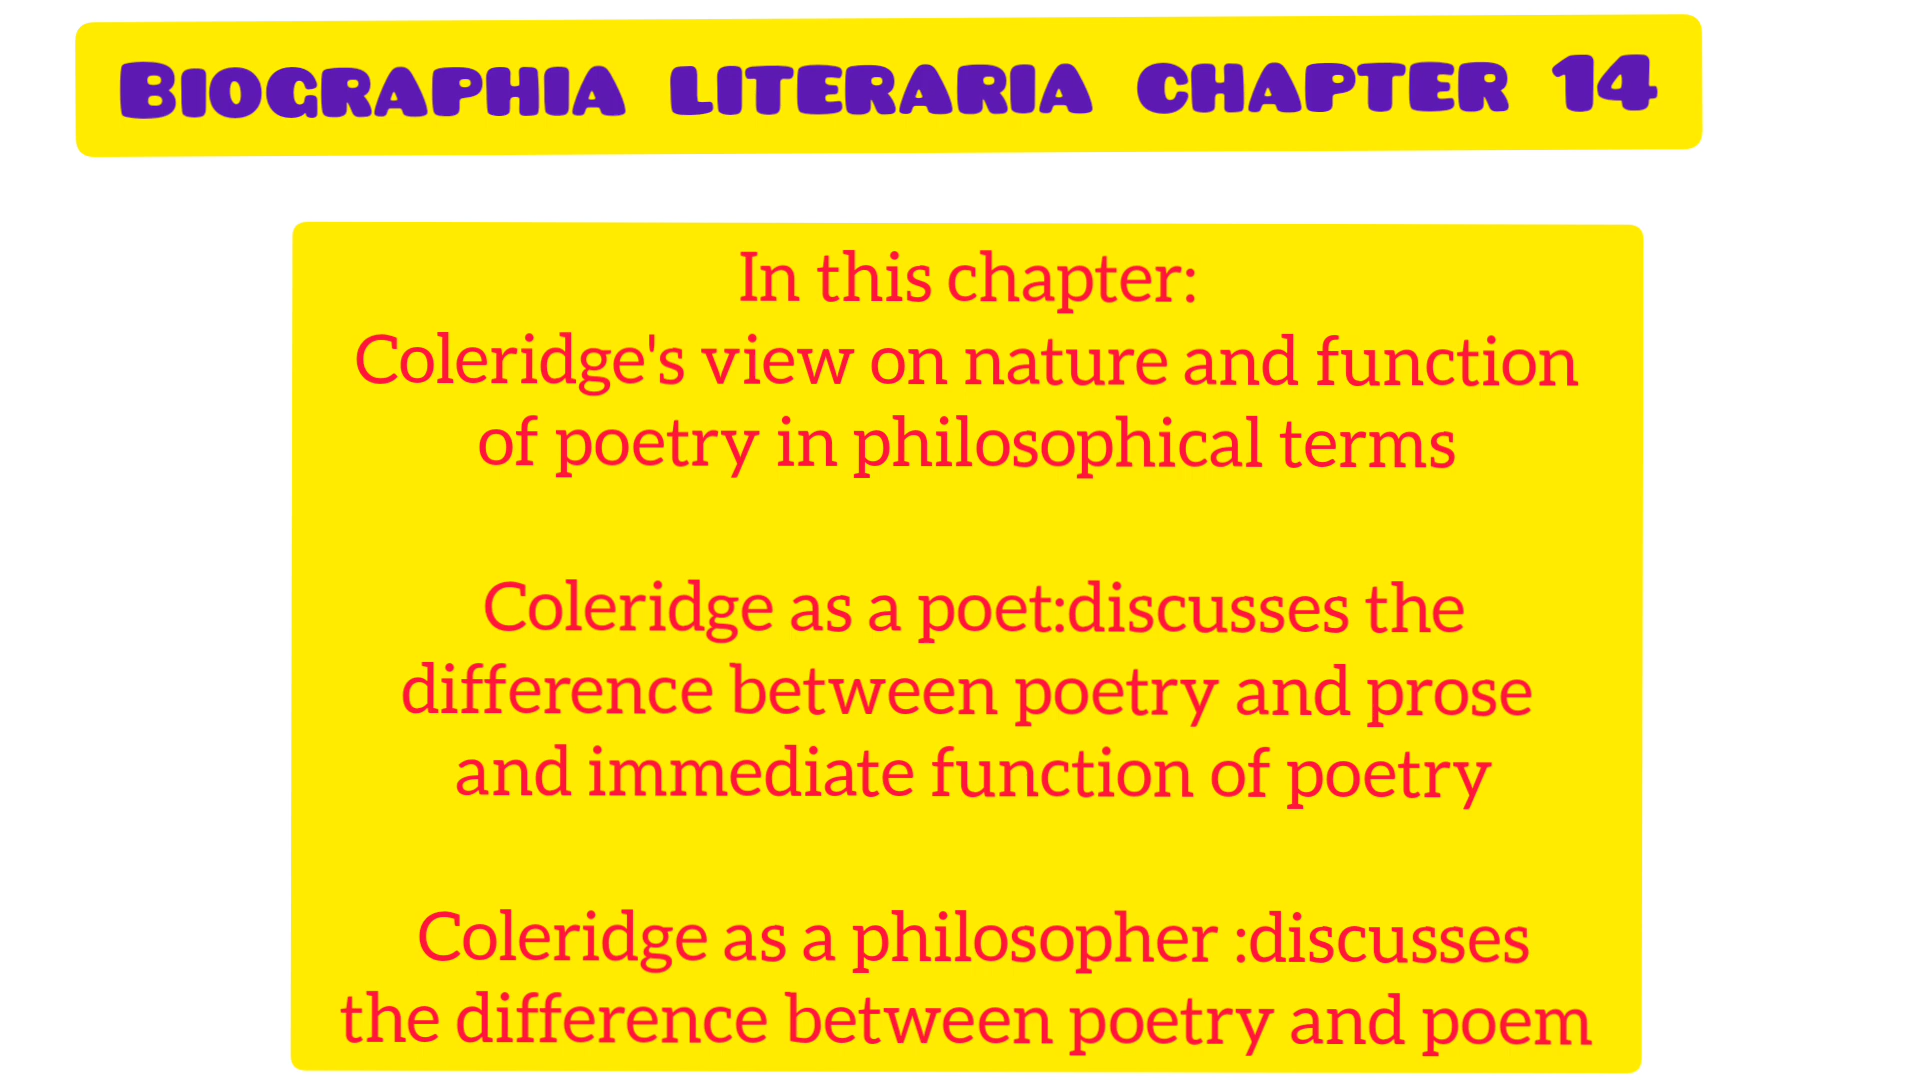 BIOGRAPHIA LITERARIA CHAPTER 14
In this chapter:
Coleridge's view on nature and function
of poetry in philosophical terms
Coleridge as a poet:discusses the
difference between poetry and prose
and immediate function of poetry
Coleridge as a philosopher :discusses
the difference between poetry and poem